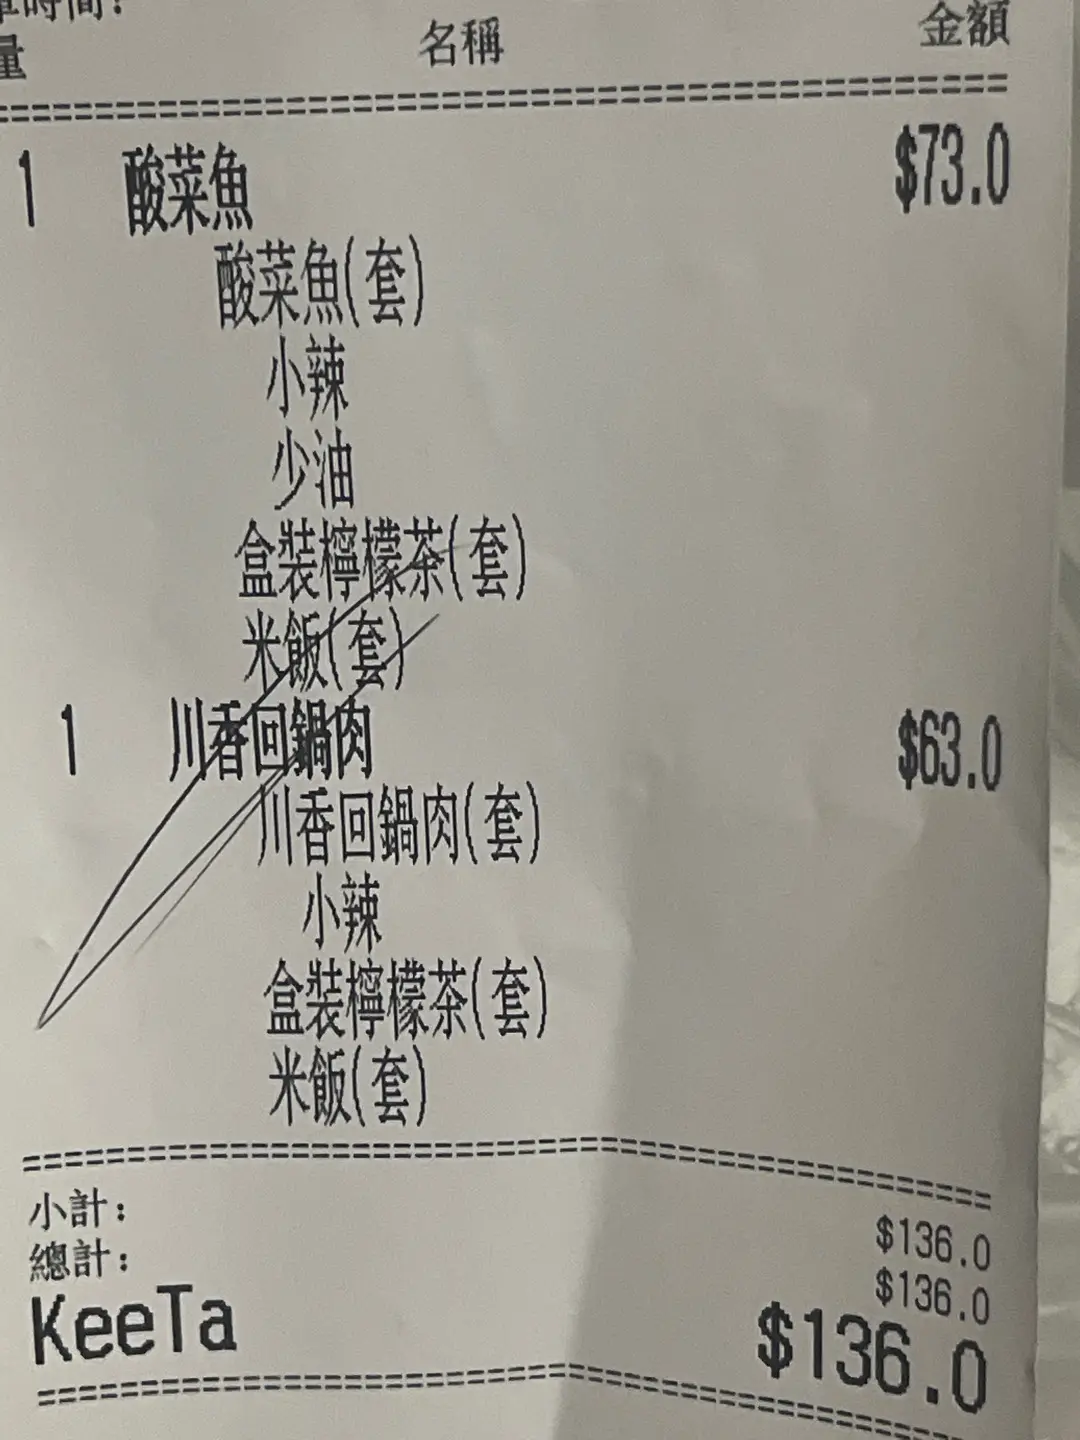 單時間：
量 名稱 金額
1 酸菜魚 $73.0
酸菜魚(套)
小辣
少油
盒裝檸檬茶(套)
米飯(套)
1 川香回鍋肉 $63.0
川香回鍋肉(套)
小辣
盒裝檸檬茶(套)
米飯(套)
小計： $136.0
總計： $136.0
KeeTa $136.0